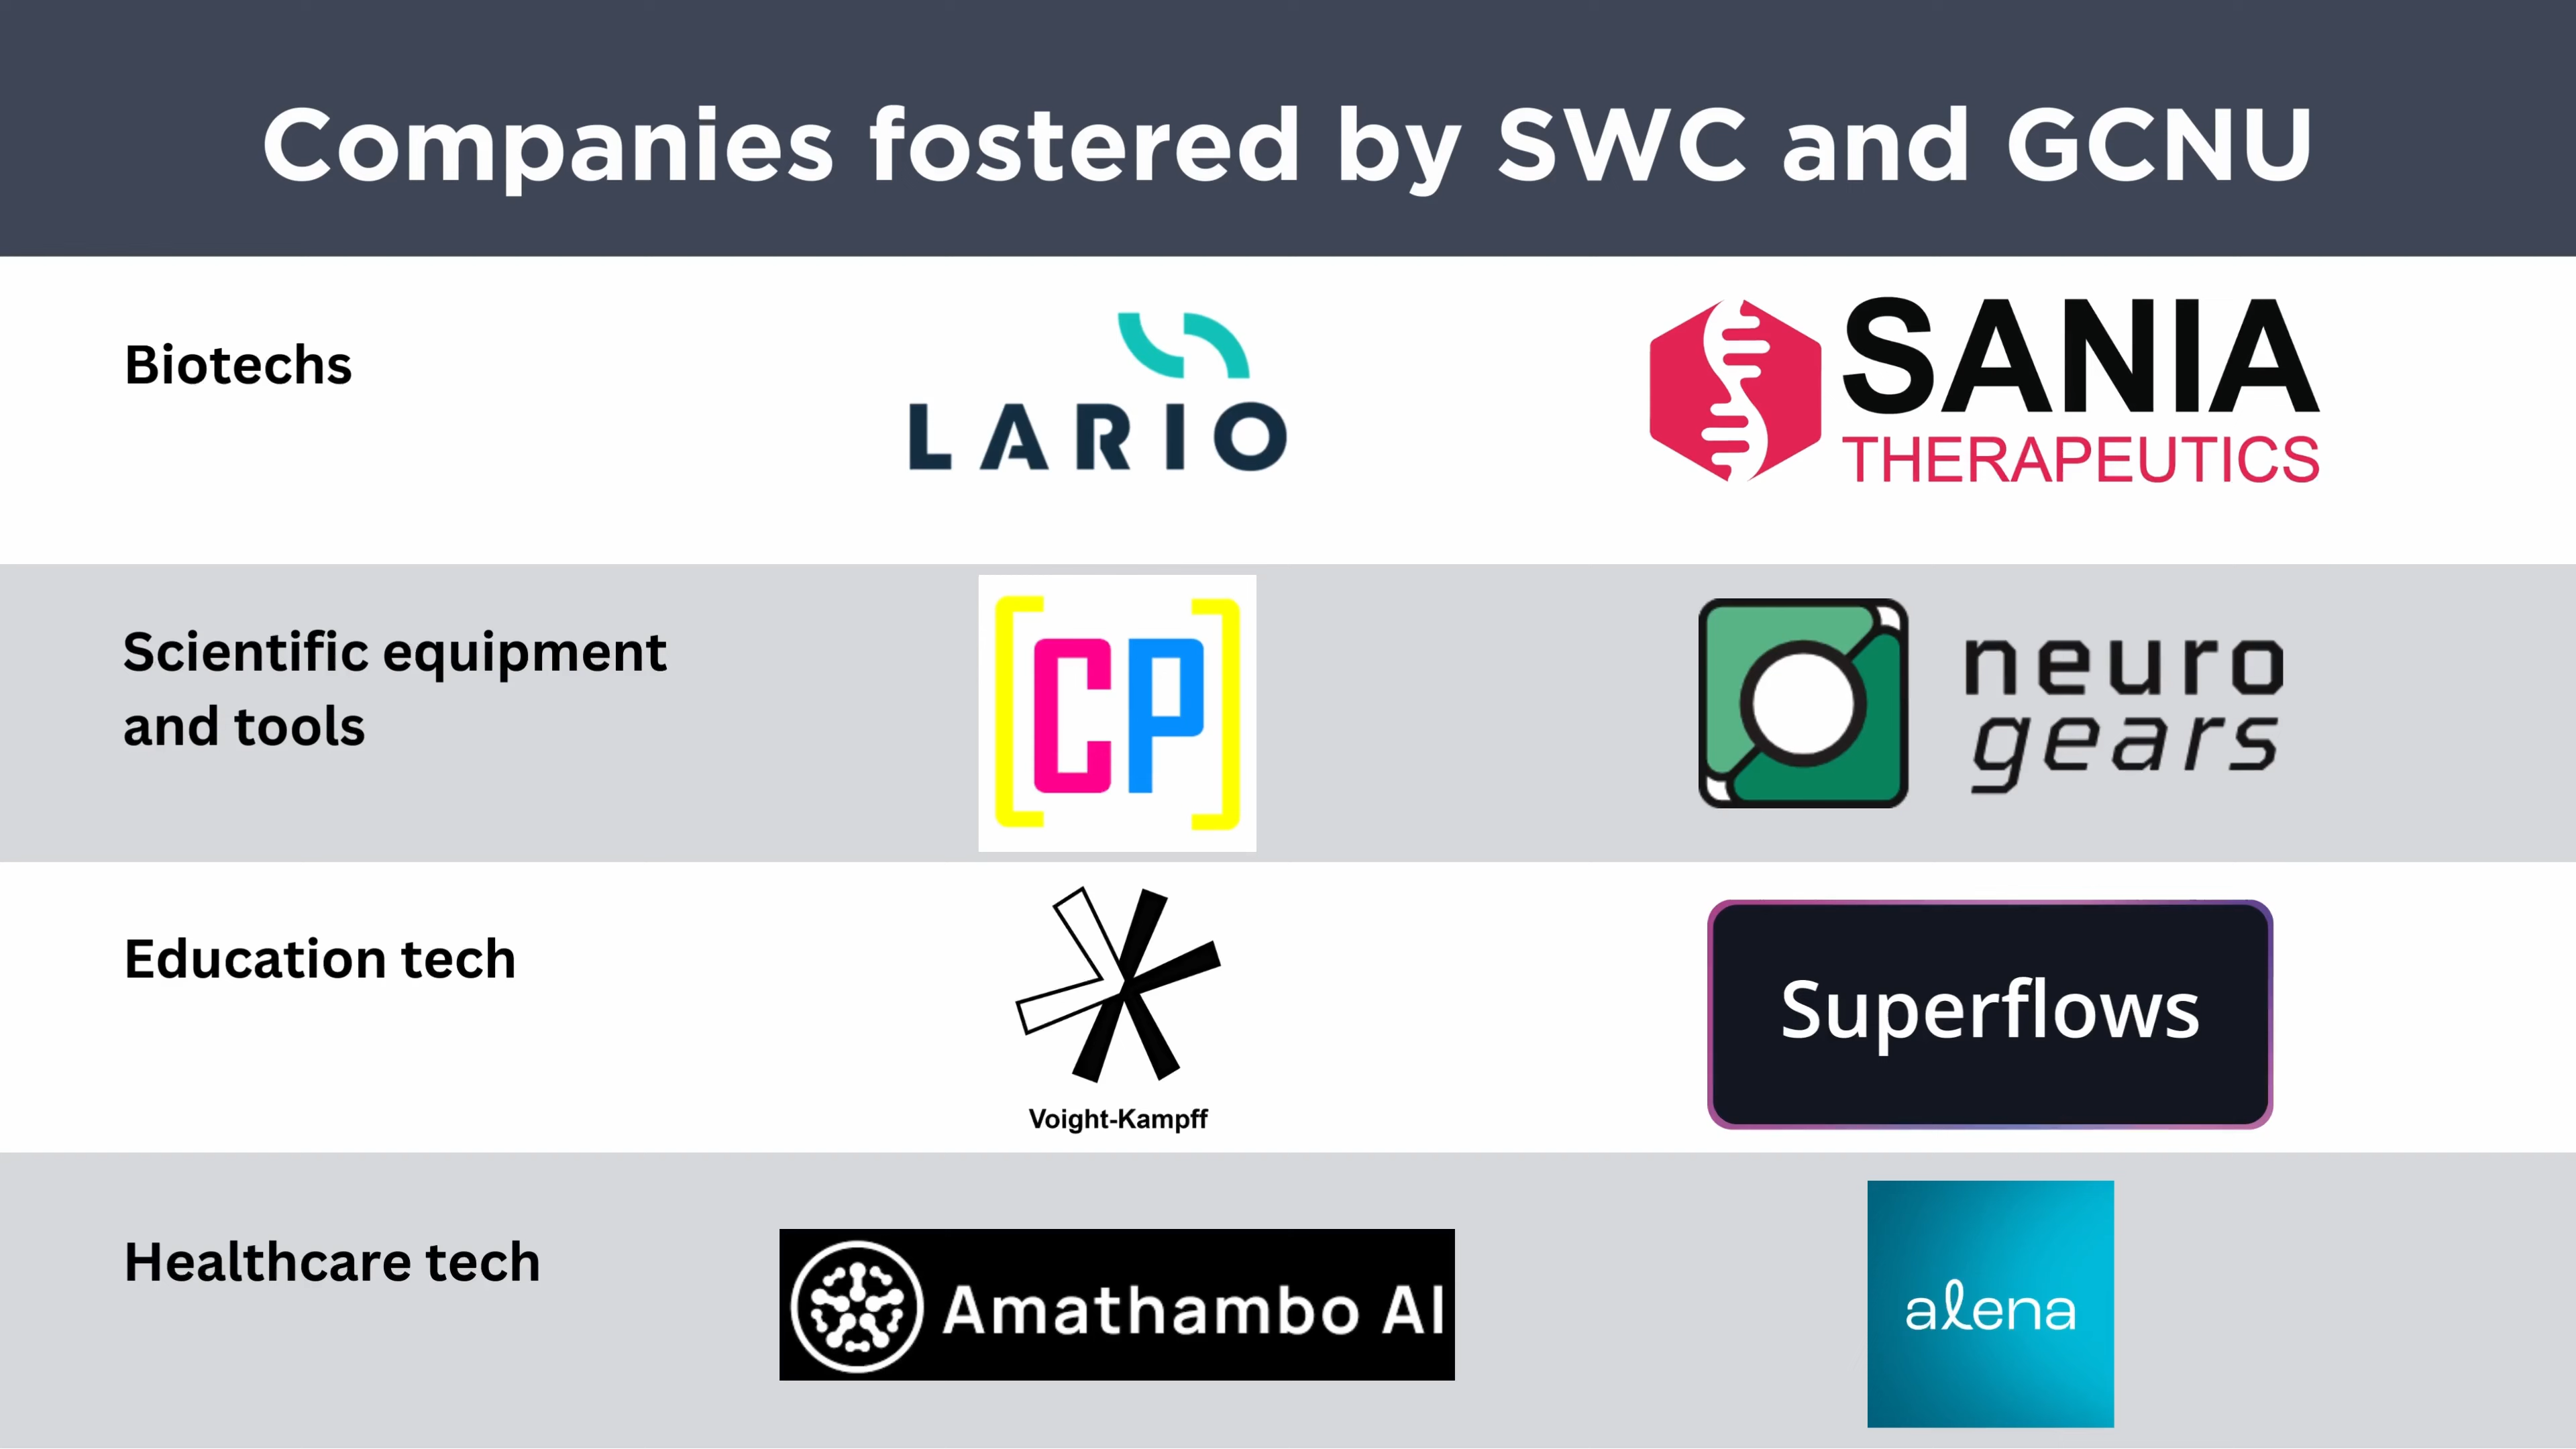 Companies fostered by SWC and GCNU
Biotechs
LARIO
SANIA
THERAPEUTICS
Scientific equipment
and tools
[CP]
neuro
gears
Education tech
Voight-Kampff
Superflows
Healthcare tech
Amathambo AI
alena